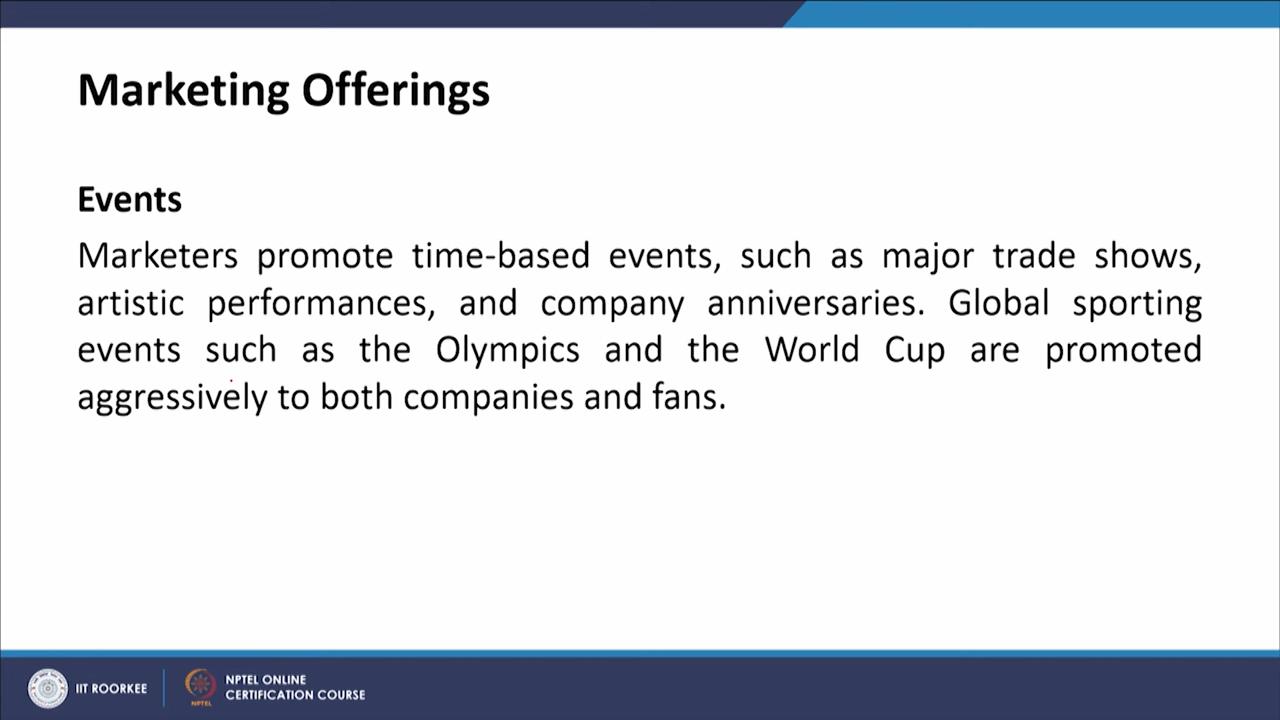 Marketing Offerings
Events
Marketers promote time-based events, such as major trade shows,
artistic performances, and company anniversaries. Global sporting
events such as the Olympics and the World Cup are promoted
aggressively to both companies and fans.
IIT ROORKEE
NPTEL
NPTEL ONLINE
CERTIFICATION COURSE